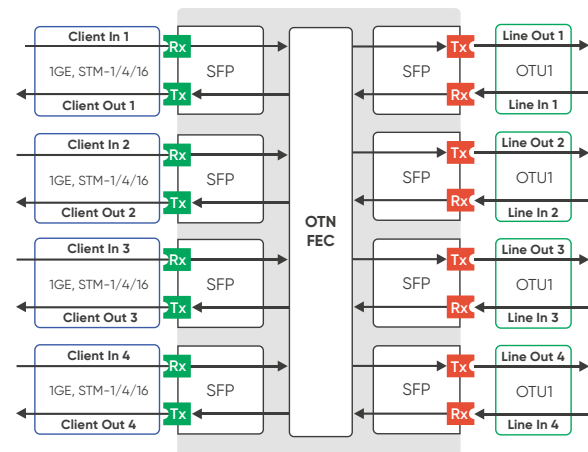 Client In 1
Rx
1GE, STM-1/4/16
SFP
Tx
Client Out 1
SFP
Tx
Line Out 1
OTU1
Rx
Line In 1
Client In 2
Rx
1GE, STM-1/4/16
SFP
Tx
Client Out 2
SFP
Tx
Line Out 2
OTU1
Rx
Line In 2
OTN
FEC
Client In 3
Rx
1GE, STM-1/4/16
SFP
Tx
Client Out 3
SFP
Tx
Line Out 3
OTU1
Rx
Line In 3
Client In 4
Rx
1GE, STM-1/4/16
SFP
Tx
Client Out 4
SFP
Tx
Line Out 4
OTU1
Rx
Line In 4